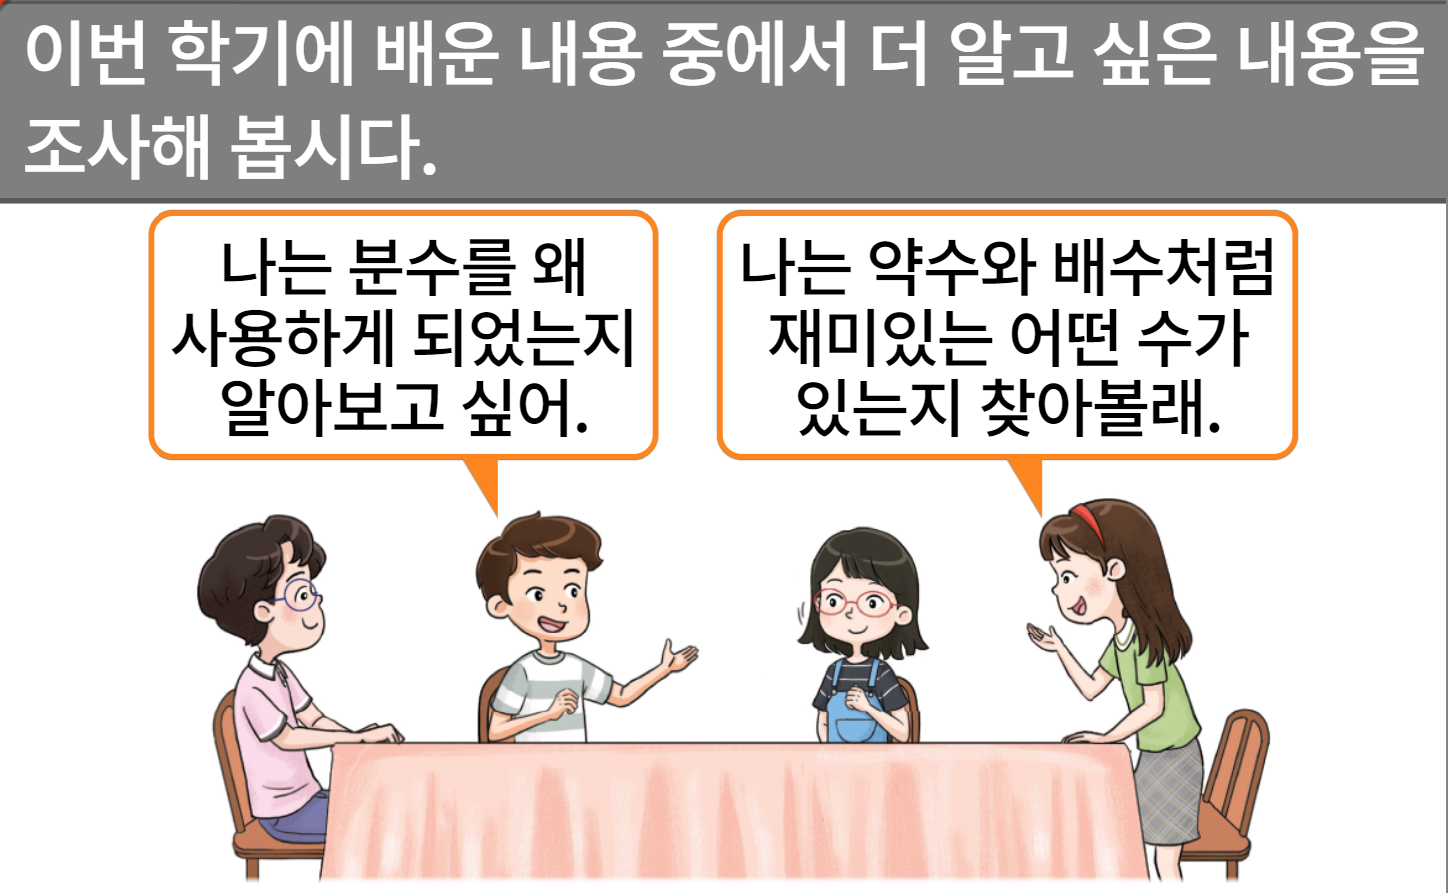 이번 학기에 배운 내용 중에서 더 알고 싶은 내용을
조사해 봅시다.
나는 분수를 왜
사용하게 되었는지
알아보고 싶어.
나는 약수와 배수처럼
재미있는 어떤 수가
있는지 찾아볼래.